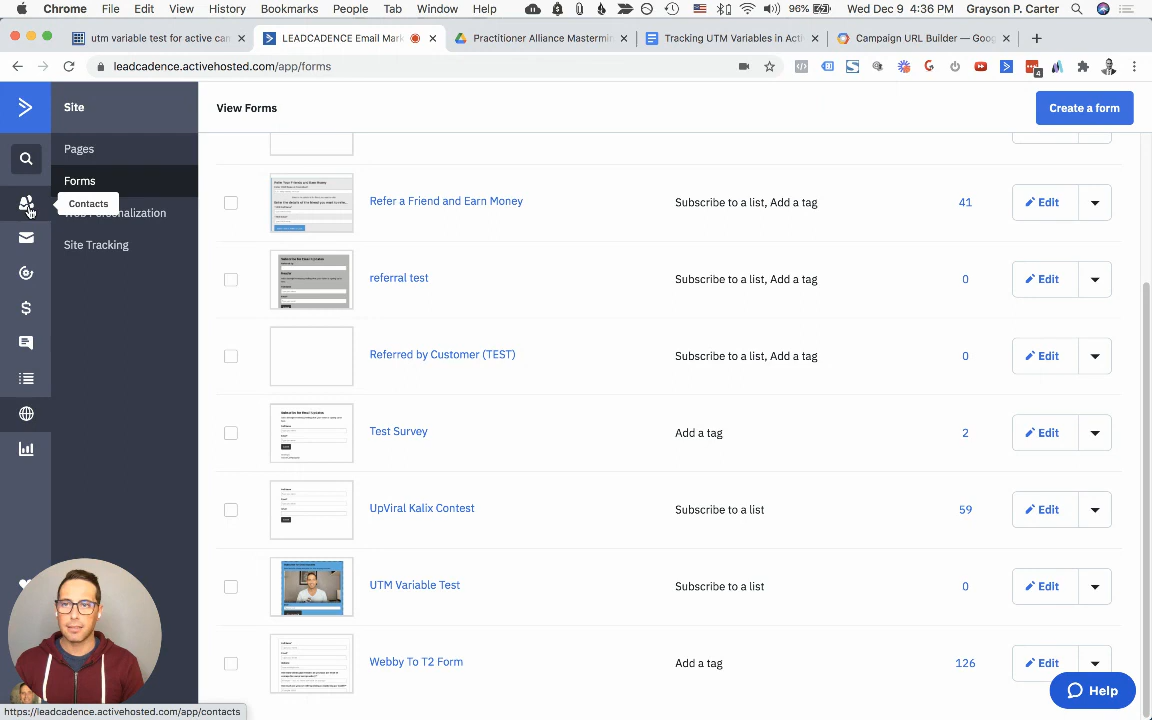 Chrome File Edit View History Bookmarks People Tab Window Help 96% Wed Dec 9 4:36 PM Grayson P. Carter
utm variable test for active can
LEADCADENCE Email Mark
Practitioner Alliance Mastermin
Tracking UTM Variables in Acti
Campaign URL Builder — Goog
leadcadence.activehosted.com/app/forms
4
Site
View Forms
Create a form
Pages
Forms
Contacts
Web Personalization
Site Tracking
Refer a Friend and Earn Money Subscribe to a list, Add a tag 41 Edit
referral test Subscribe to a list, Add a tag 0 Edit
Referred by Customer (TEST) Subscribe to a list, Add a tag 0 Edit
Test Survey Add a tag 2 Edit
UpViral Kalix Contest Subscribe to a list 59 Edit
UTM Variable Test Subscribe to a list 0 Edit
Webby To T2 Form Add a tag 126 Edit
Help
https://leadcadence.activehosted.com/app/contacts